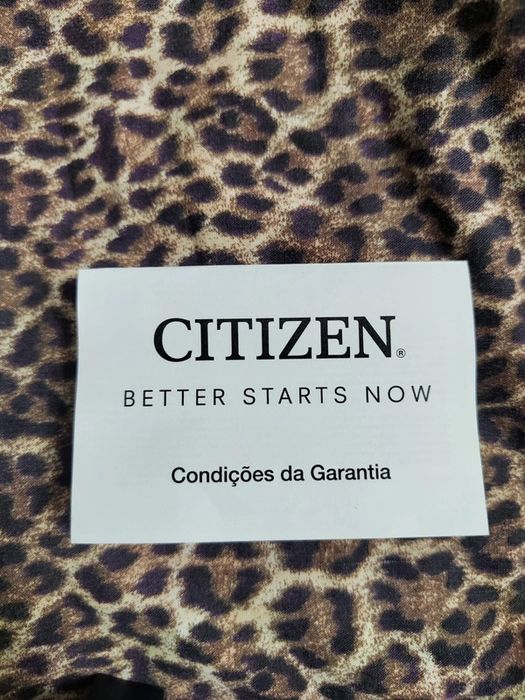 CITIZEN®
BETTER STARTS NOW
Condições da Garantia